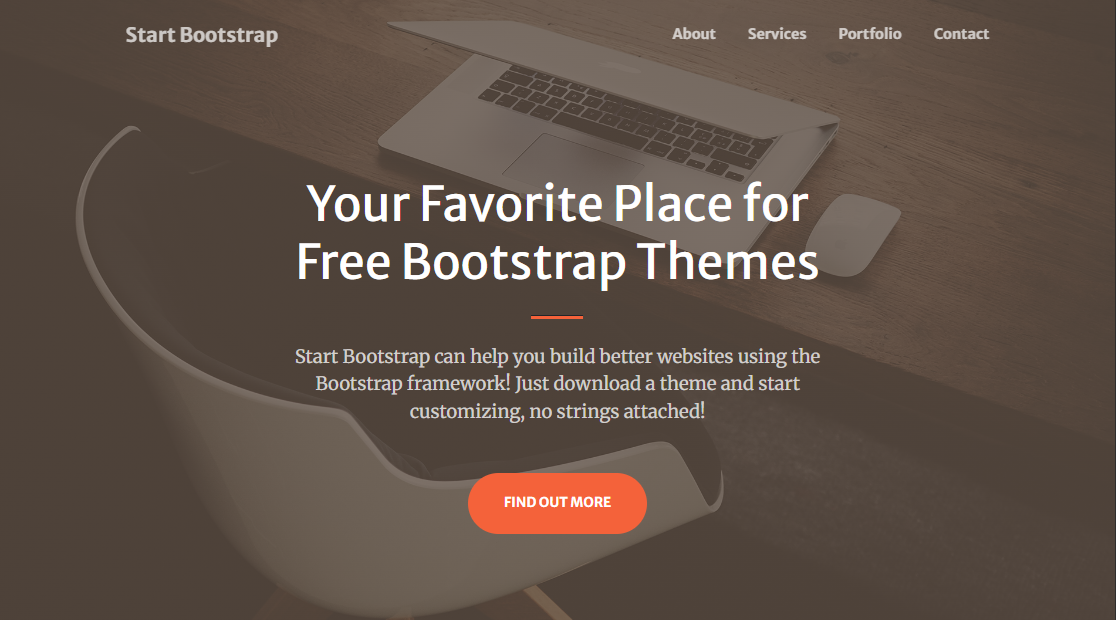 Start Bootstrap
About Services Portfolio Contact
Your Favorite Place for
Free Bootstrap Themes
Start Bootstrap can help you build better websites using the
Bootstrap framework! Just download a theme and start
customizing, no strings attached!
FIND OUT MORE